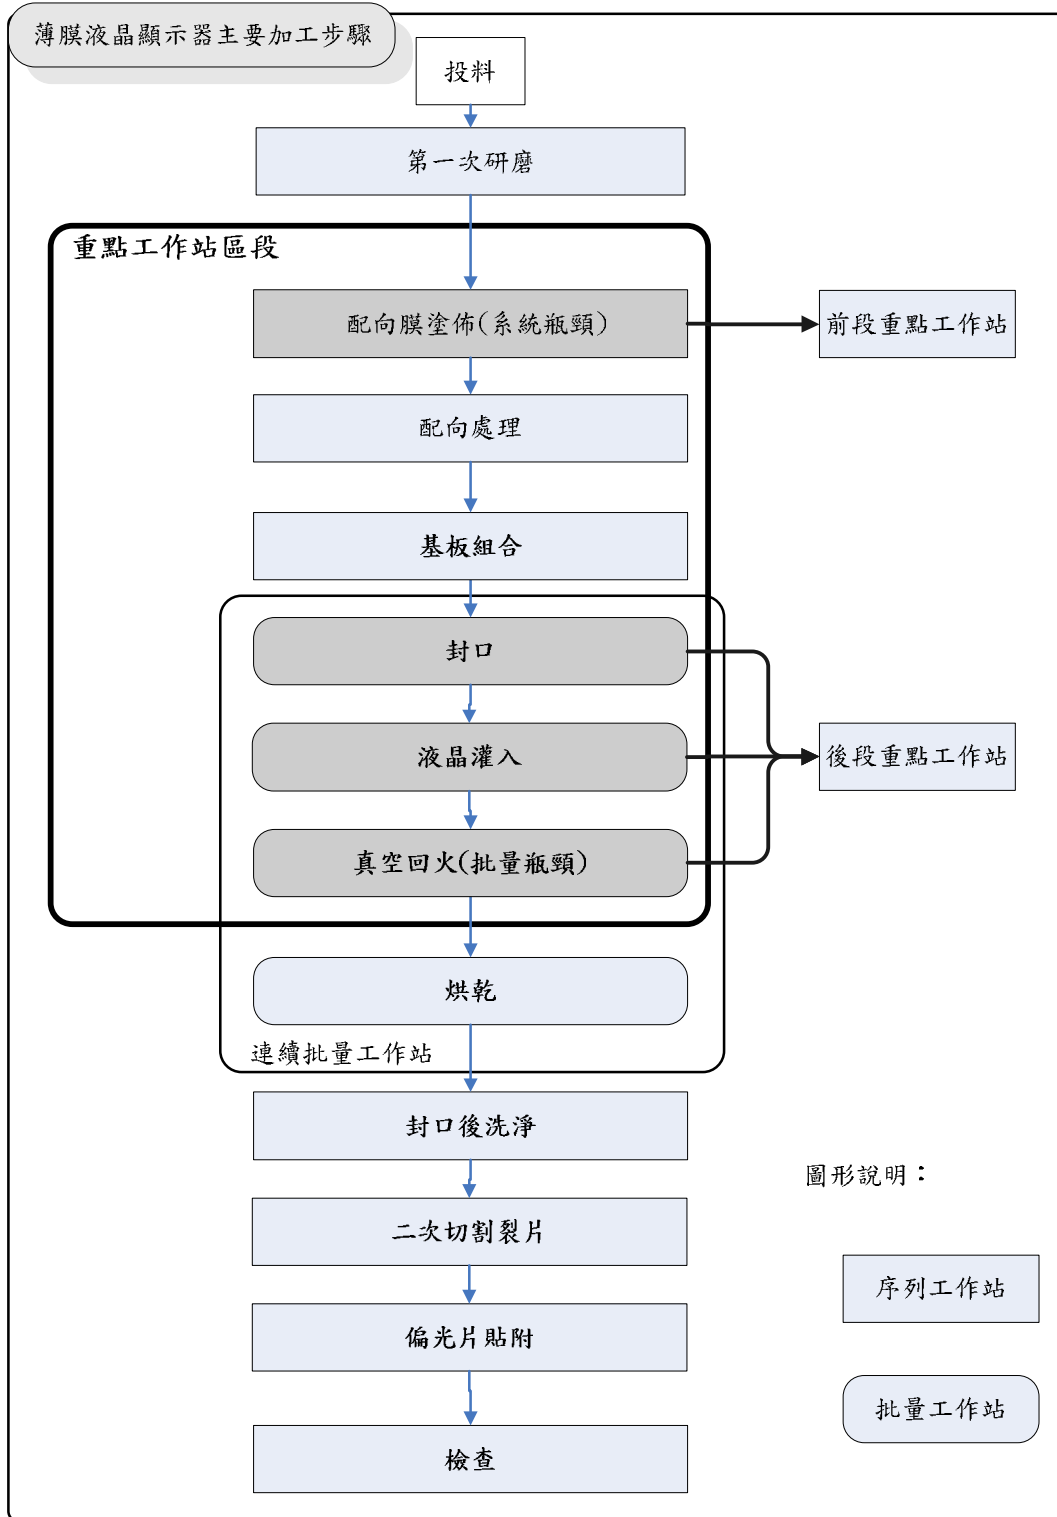 薄膜液晶顯示器主要加工步驟
投料
第一次研磨
重點工作站區段
配向膜塗佈(系統瓶頸)
前段重點工作站
配向處理
基板組合
封口
液晶灌入
後段重點工作站
真空回火(批量瓶頸)
烘乾
連續批量工作站
封口後洗淨
圖形說明：
二次切割裂片
序列工作站
偏光片貼附
批量工作站
檢查